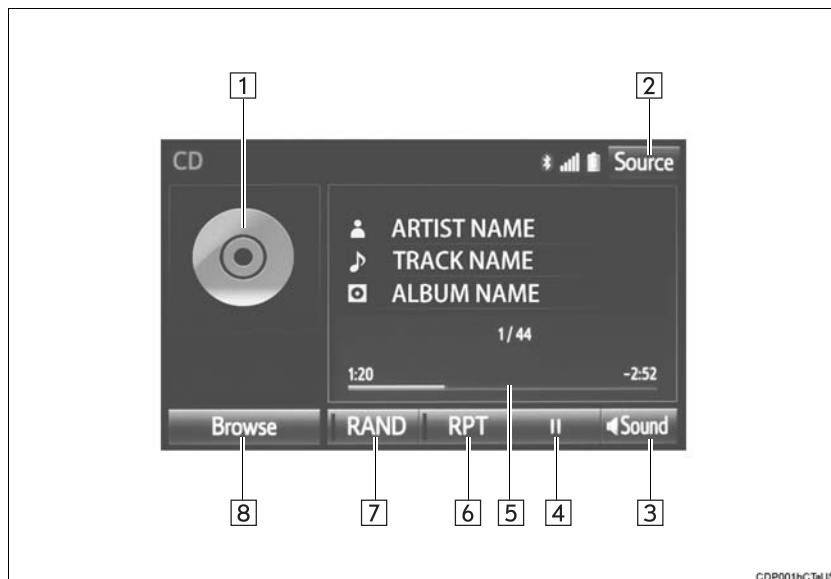 1 2
CD Source
ARTIST NAME
TRACK NAME
ALBUM NAME
1/44
1:20 -2:52
Browse RAND RPT II Sound
8 7 6 5 4 3